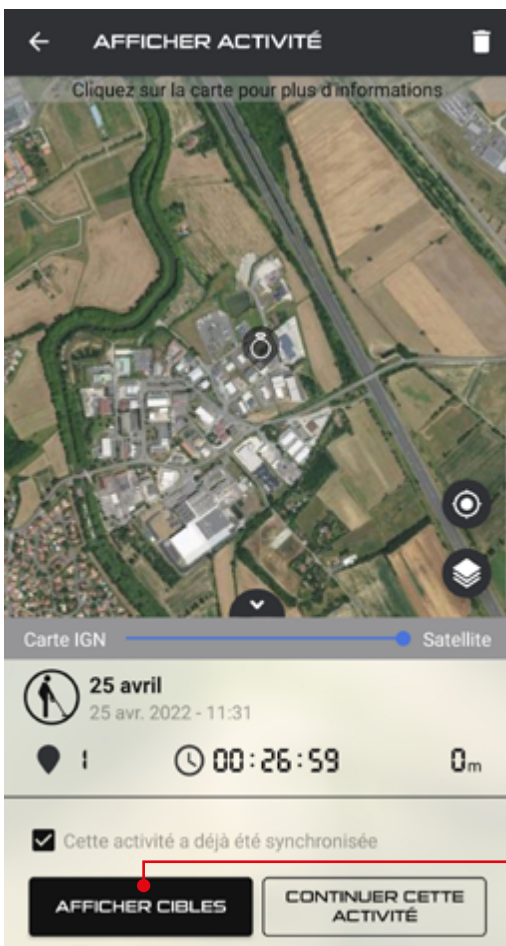 AFFICHER ACTIVITÉ
Cliquez sur la carte pour plus d'informations
Carte IGN Satellite
25 avril
25 avr. 2022 - 11:31
1 00:26:59 0m
Cette activité a déjà été synchronisée
AFFICHER CIBLES
CONTINUER CETTE
ACTIVITÉ